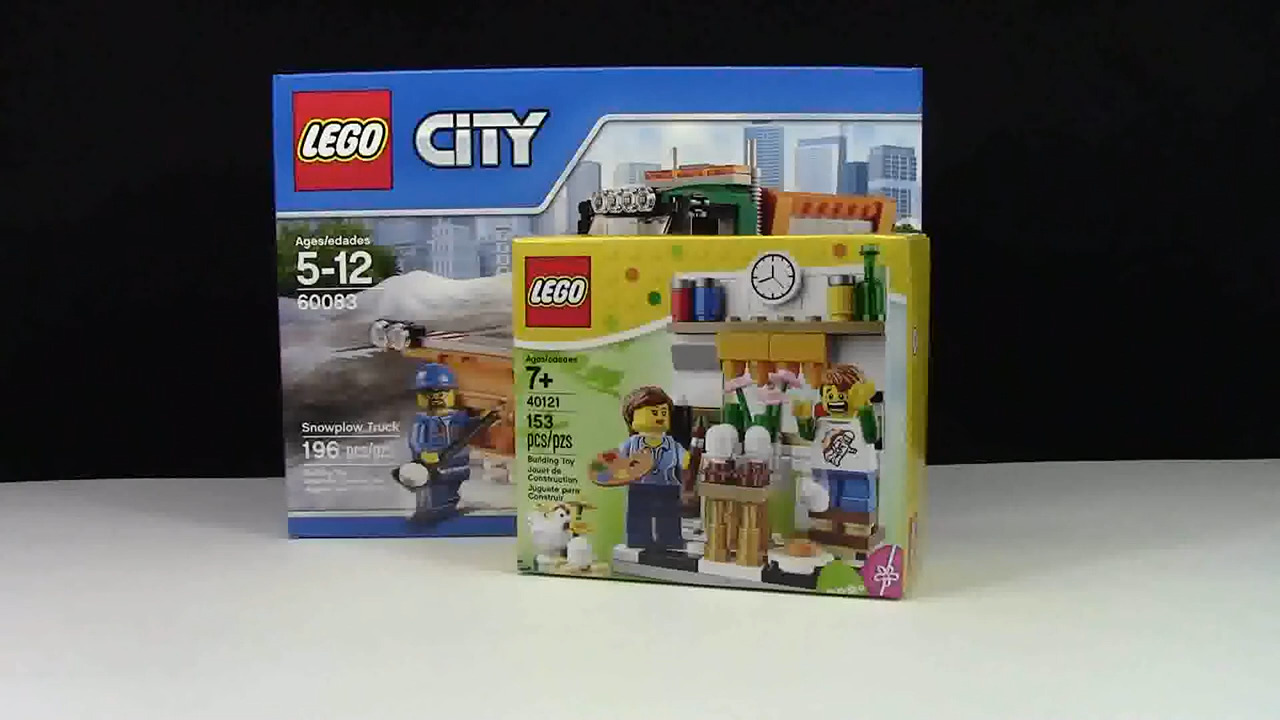 LEGO CITY
Ages/edades
5-12
60083
Snowplow Truck
196 pcs/pzs
LEGO
Ages/edades
7+
40121
153
pcs/pzs
Building Toy
Jouet de
Construction
Juguete para
Construir